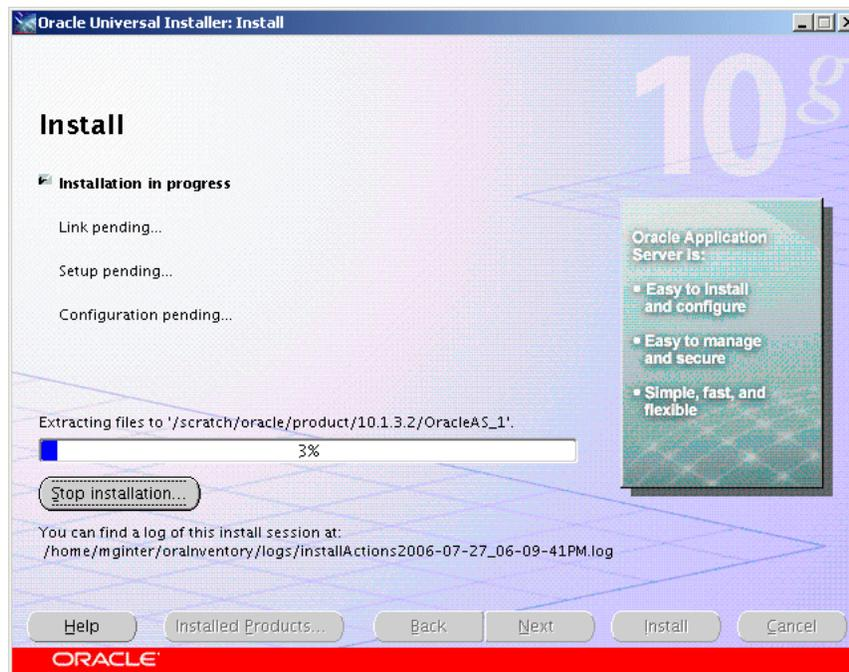 Oracle Universal Installer: Install
10g
Install
Installation in progress
Link pending...
Setup pending...
Configuration pending...
Oracle Application
Server is:
▪ Easy to install
and configure
▪ Easy to manage
and secure
▪ Simple, fast, and
flexible
Extracting files to '/scratch/oracle/product/10.1.3.2/OracleAS_1'.
3%
Stop installation...
You can find a log of this install session at:
/home/mginter/oraInventory/logs/installActions2006-07-27_06-09-41PM.log
Help
Installed Products...
Back
Next
Install
Cancel
ORACLE